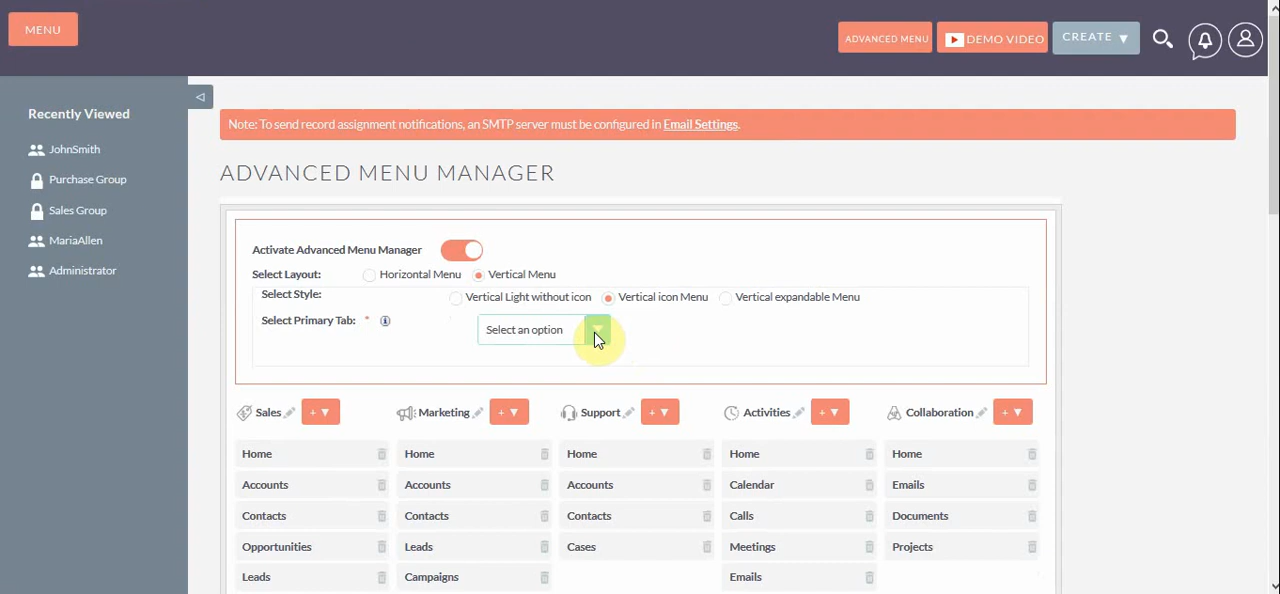 MENU
ADVANCED MENU
DEMO VIDEO
CREATE ▼
Recently Viewed
JohnSmith
Purchase Group
Sales Group
MariaAllen
Administrator
Note: To send record assignment notifications, an SMTP server must be configured in Email Settings.
ADVANCED MENU MANAGER
Activate Advanced Menu Manager
Select Layout: Horizontal Menu Vertical Menu
Select Style: Vertical Light without icon Vertical icon Menu Vertical expandable Menu
Select Primary Tab: * Select an option
Sales + ▼ Marketing + ▼ Support + ▼ Activities + ▼ Collaboration + ▼
Home Home Home Home Home
Accounts Accounts Accounts Calendar Emails
Contacts Contacts Contacts Calls Documents
Opportunities Leads Cases Meetings Projects
Leads Campaigns Emails